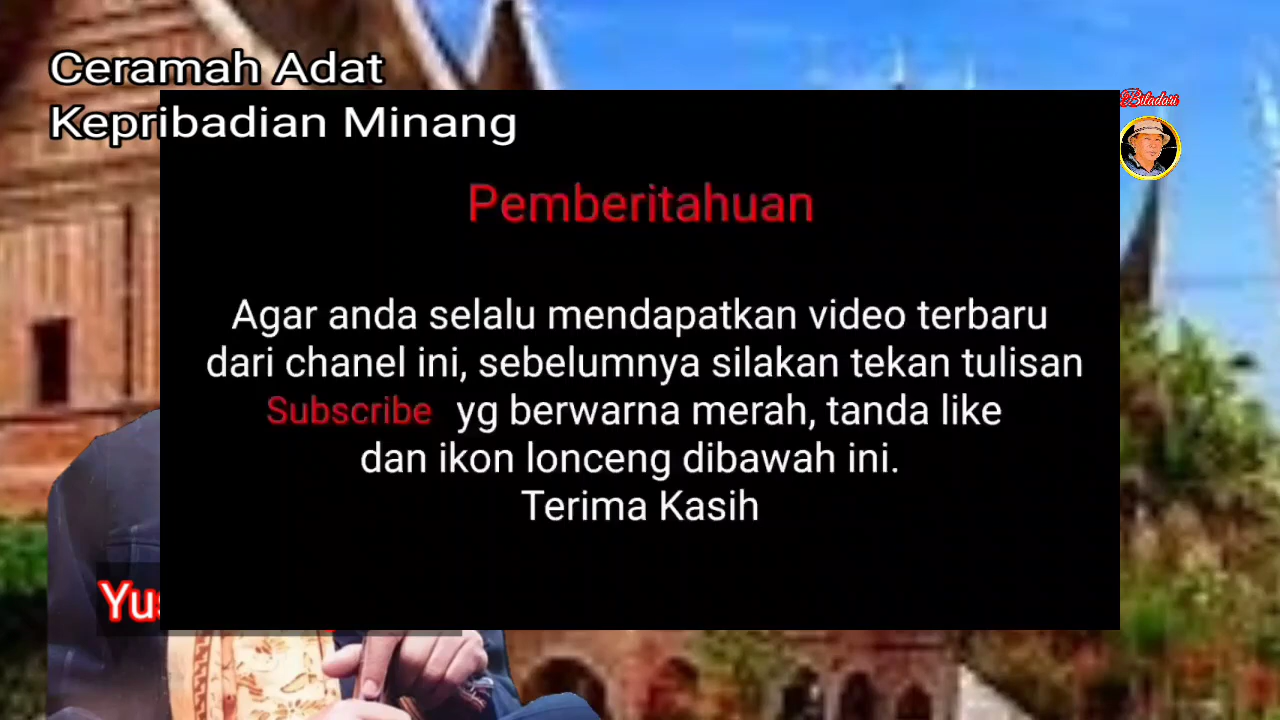 Ceramah Adat
Kepribadian Minang
Biladari
Pemberitahuan
Agar anda selalu mendapatkan video terbaru
dari chanel ini, sebelumnya silakan tekan tulisan
Subscribe yg berwarna merah, tanda like
dan ikon lonceng dibawah ini.
Terima Kasih